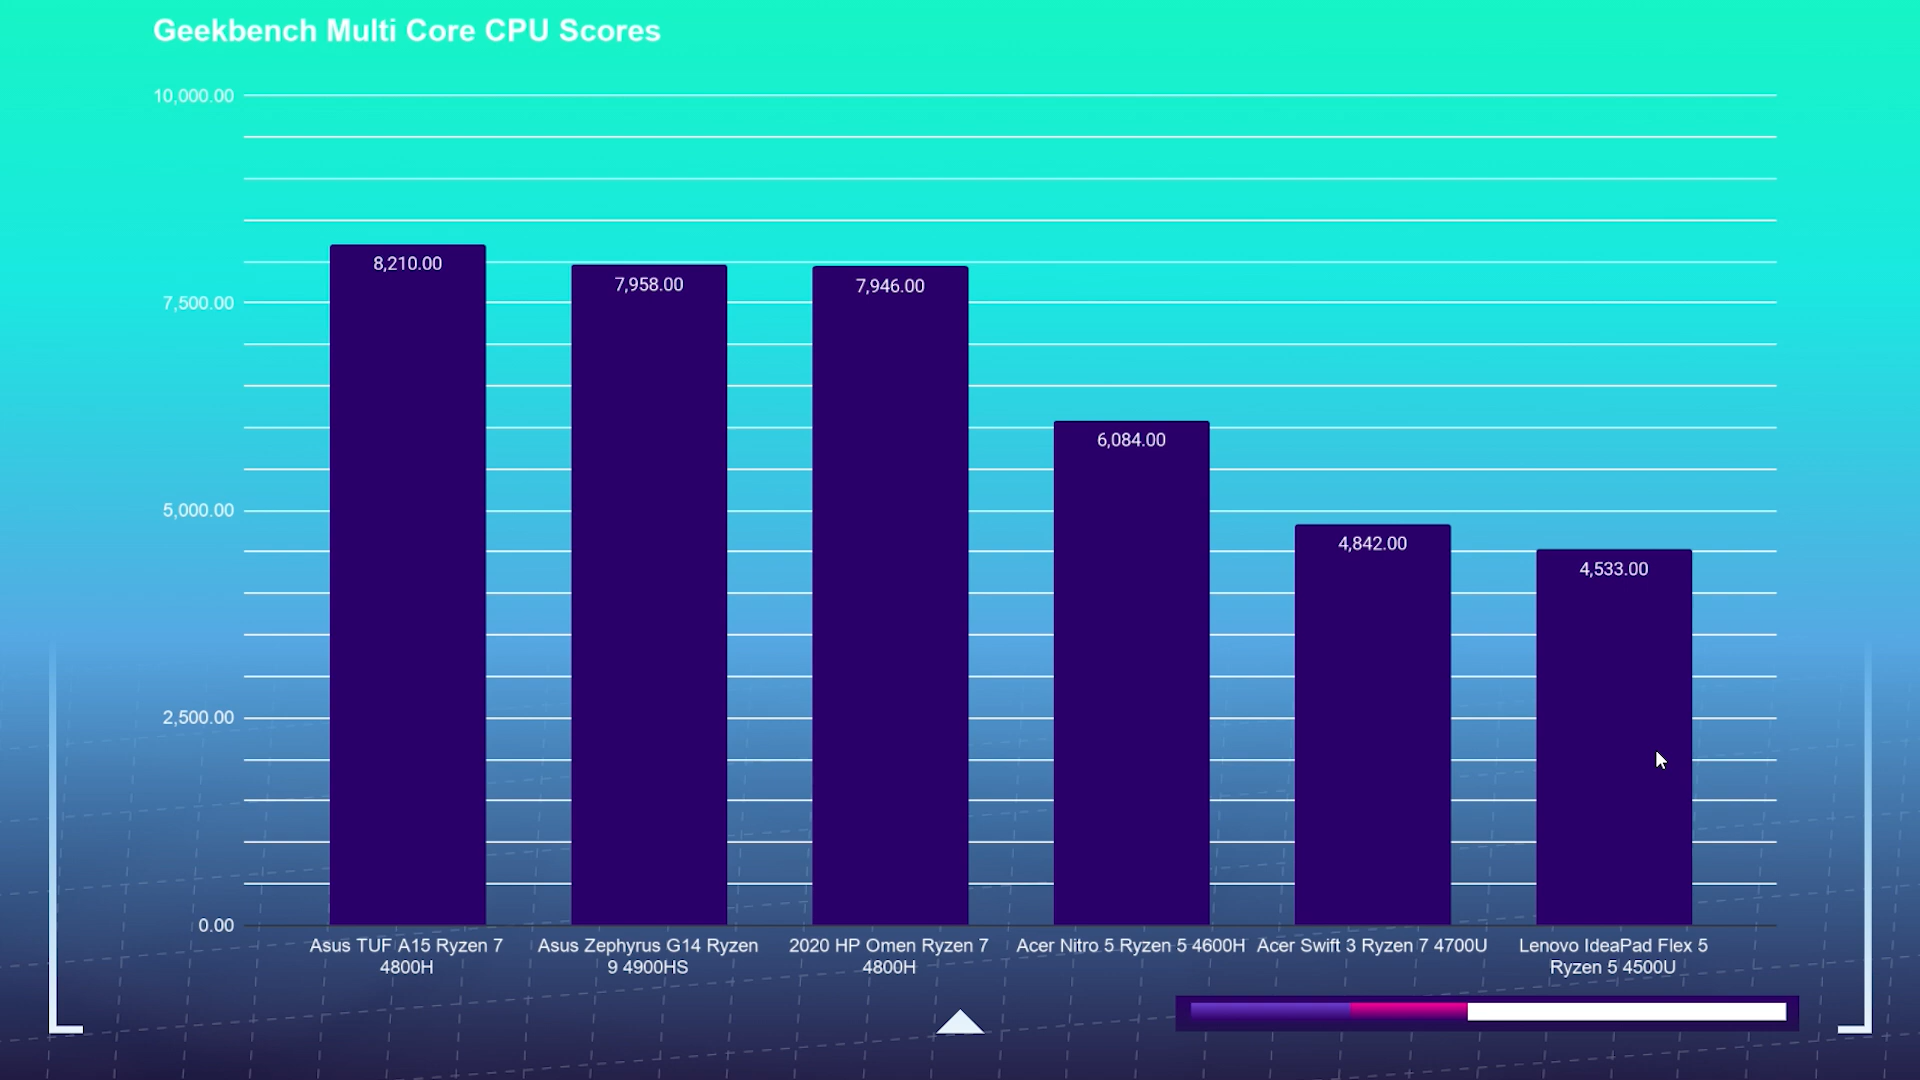 Geekbench Multi Core CPU Scores
10,000.00
7,500.00
5,000.00
2,500.00
0.00
8,210.00
7,958.00
7,946.00
6,084.00
4,842.00
4,533.00
Asus TUF A15 Ryzen 7
4800H
Asus Zephyrus G14 Ryzen
9 4900HS
2020 HP Omen Ryzen 7
4800H
Acer Nitro 5 Ryzen 5 4600H
Acer Swift 3 Ryzen 7 4700U
Lenovo IdeaPad Flex 5
Ryzen 5 4500U